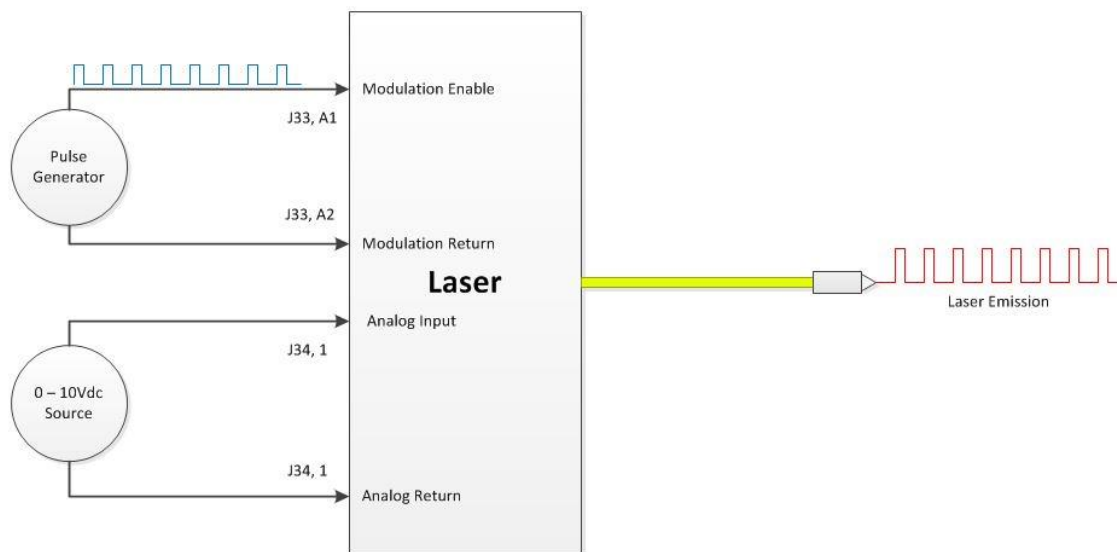 Modulation Enable
J33, A1
Pulse
Generator
J33, A2
Modulation Return
Laser
Laser Emission
Analog Input
J34, 1
0 – 10Vdc
Source
J34, 1
Analog Return